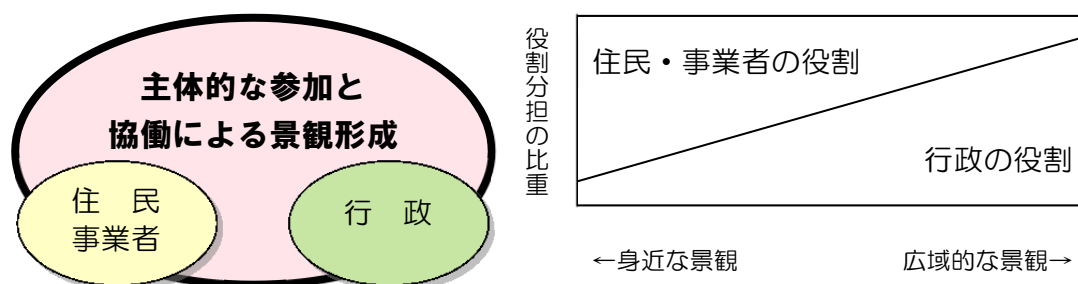 主体的な参加と
協働による景観形成
住　民
事業者
行　政
役割分担の比重
住民・事業者の役割
行政の役割
←身近な景観
広域的な景観→